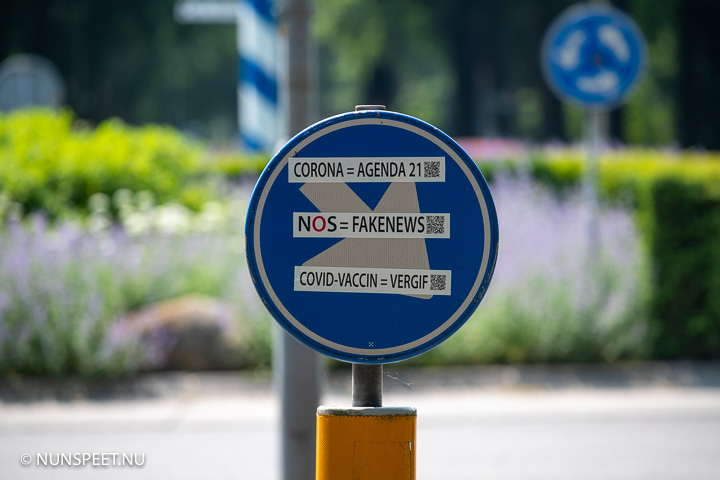 CORONA = AGENDA 21
NOS = FAKENEWS
COVID-VACCIN = VERGIF
© NUNSPEET.NU